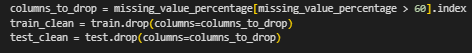 columns_to_drop = missing_value_percentage[missing_value_percentage > 60].index
train_clean = train.drop(columns=columns_to_drop)
test_clean = test.drop(columns=columns_to_drop)